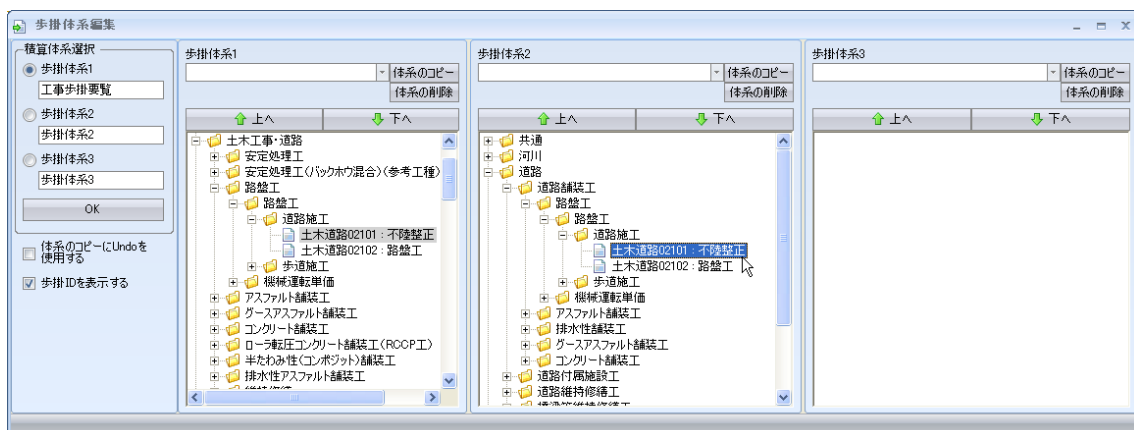 歩掛体系編集
積算体系選択
歩掛体系1
工事歩掛要覧
歩掛体系2
歩掛体系2
歩掛体系3
歩掛体系3
OK
体系のコピーにUndoを
使用する
歩掛IDを表示する
歩掛体系1
体系のコピー
体系の削除
上へ 下へ
土木工事・道路
安定処理工
安定処理工(バックホウ混合)(参考工種)
路盤工
路盤工
道路施工
土木道路02101:不陸整正
土木道路02102:路盤工
歩道施工
機械運転単価
アスファルト舗装工
グースアスファルト舗装工
コンクリート舗装工
ローラ転圧コンクリート舗装工(RCCP工)
半たわみ性(コンポジット)舗装工
排水性アスファルト舗装工
歩掛体系2
体系のコピー
体系の削除
上へ 下へ
共通
河川
道路
道路舗装工
路盤工
路盤工
道路施工
土木道路02101:不陸整正
土木道路02102:路盤工
歩道施工
機械運転単価
アスファルト舗装工
排水性舗装工
グースアスファルト舗装工
コンクリート舗装工
道路付属施設工
道路維持修繕工
歩掛体系3
体系のコピー
体系の削除
上へ 下へ